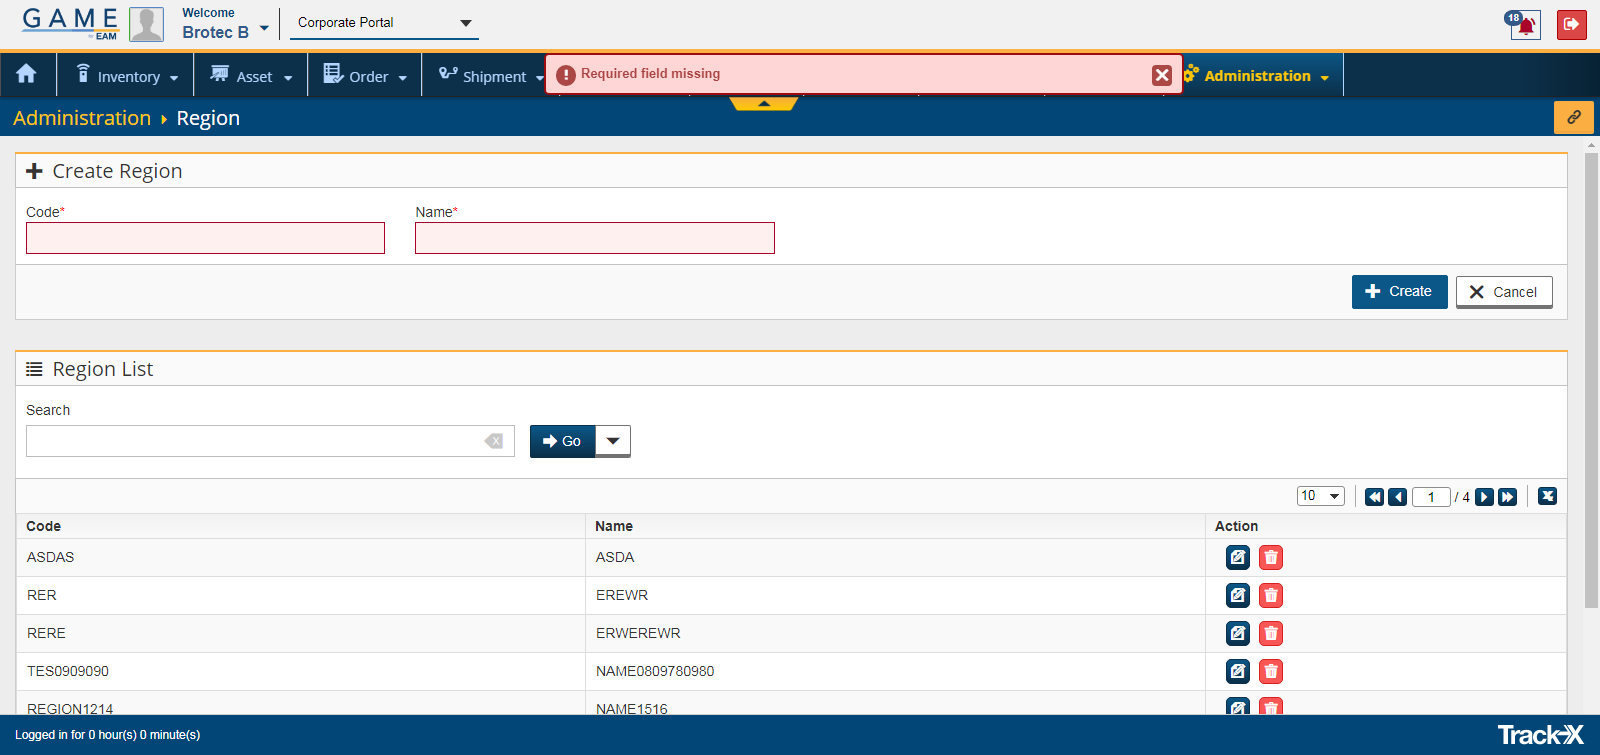 GAME
BY EAM
Welcome
Brotec B
Corporate Portal
18
Inventory
Asset
Order
Shipment
Required field missing
Administration
Administration Region
Create Region
Code*
Name*
Create
Cancel
Region List
Search
Go
10
1 / 4
Code Name Action
ASDAS ASDA
RER EREWR
RERE ERWEREWR
TES0909090 NAME0809780980
REGION1214 NAME1516
Logged in for 0 hour(s) 0 minute(s)
Track-X